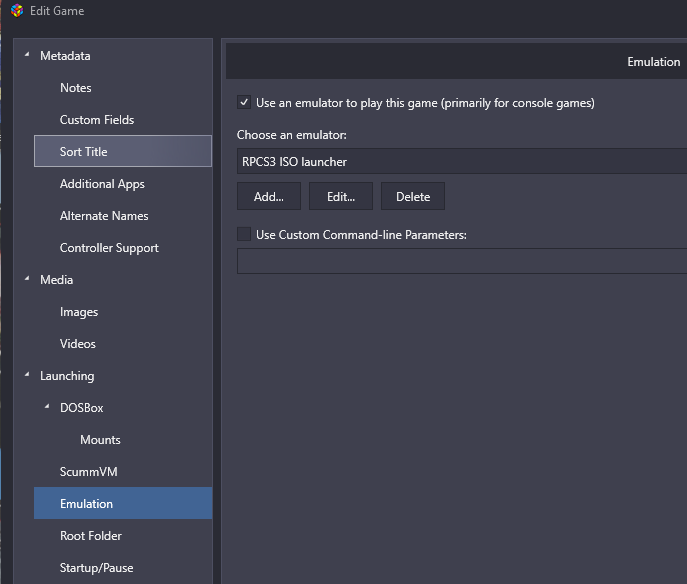 Edit Game
Metadata
Notes
Custom Fields
Sort Title
Additional Apps
Alternate Names
Controller Support
Media
Images
Videos
Launching
DOSBox
Mounts
ScummVM
Emulation
Root Folder
Startup/Pause
Emulation
Use an emulator to play this game (primarily for console games)
Choose an emulator:
RPCS3 ISO launcher
Add... Edit... Delete
Use Custom Command-line Parameters: